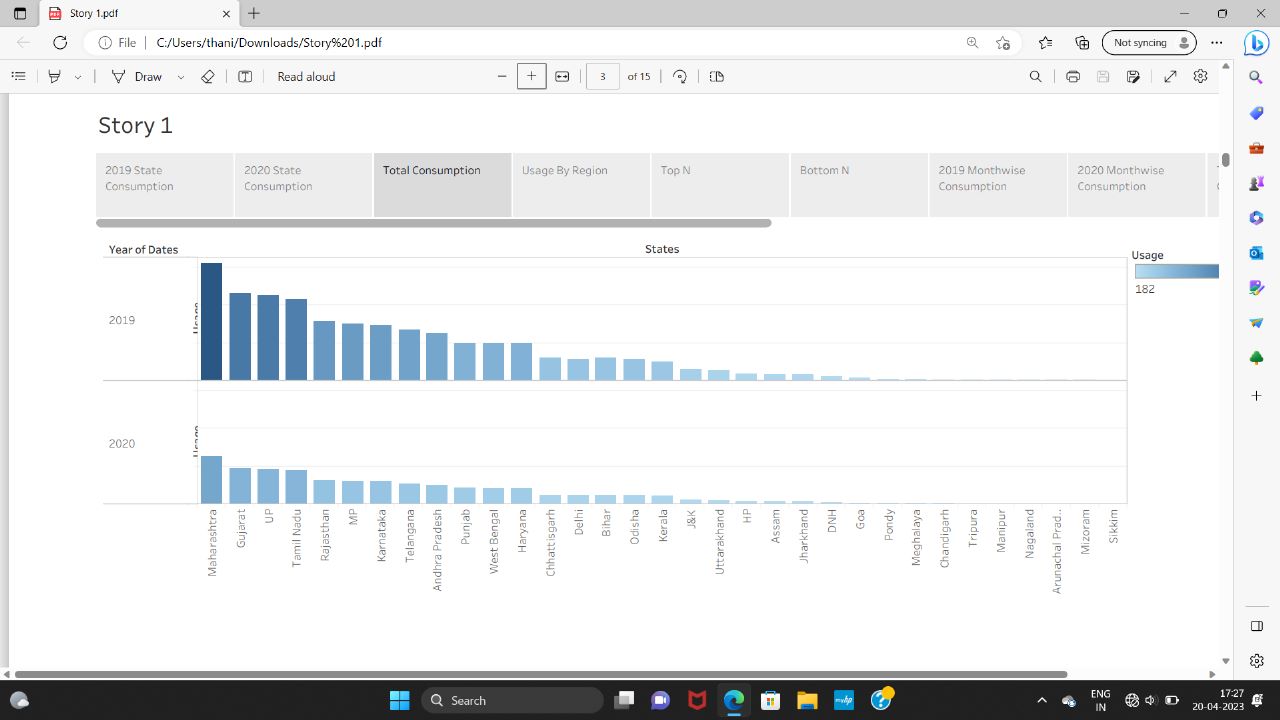 Story 1.pdf
File
C:/Users/thani/Downloads/Story%201.pdf
Not syncing
Draw
Read aloud
3
of 15
Story 1
2019 State
Consumption
2020 State
Consumption
Total Consumption
Usage By Region
Top N
Bottom N
2019 Monthwise
Consumption
2020 Monthwise
Consumption
Year of Dates
States
Usage
182
2019
Usage
2020
Usage
Maharashtra
Gujarat
UP
Tamil Nadu
Rajasthan
MP
Karnataka
Telangana
Andhra Pradesh
Punjab
West Bengal
Haryana
Chhattisgarh
Delhi
Bihar
Odisha
Kerala
J&K
Uttarakhand
HP
Assam
Jharkhand
DNH
Goa
Pondy
Meghalaya
Chandigarh
Tripura
Manipur
Nagaland
Arunachal Prad..
Mizoram
Sikkim
Search
ENG
IN
17:27
20-04-2023